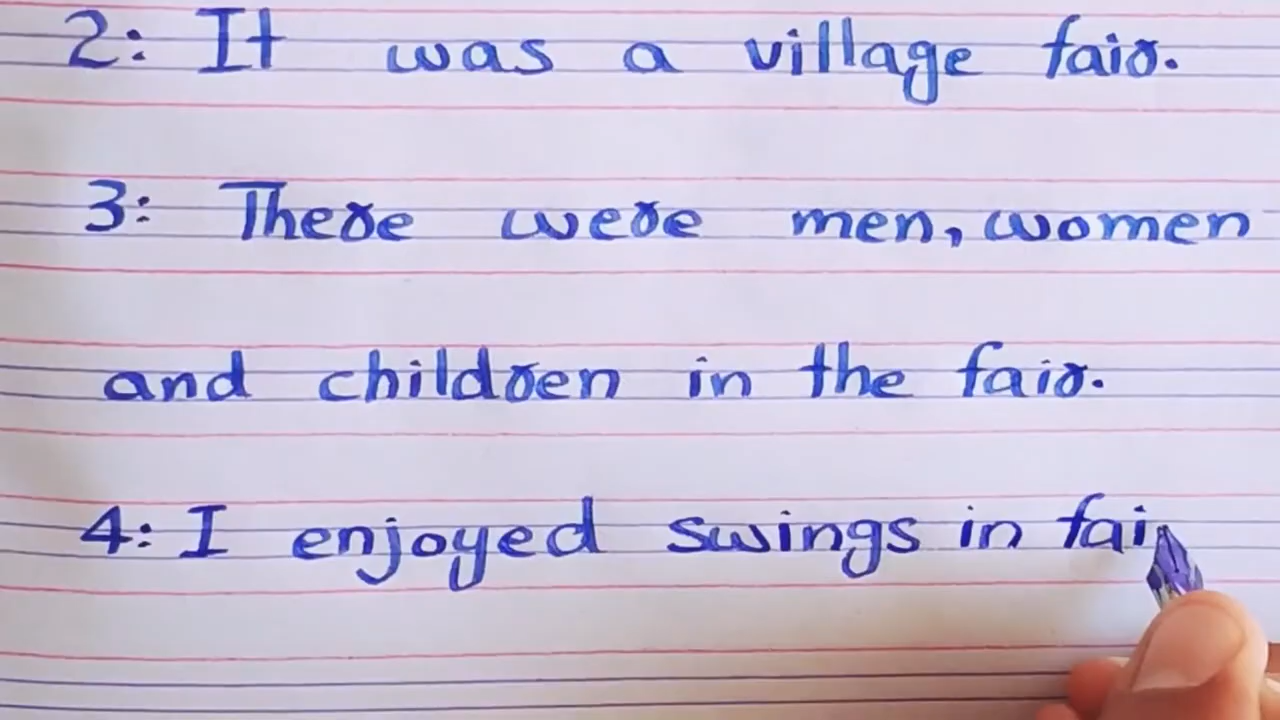 2: It was a village fair.
3: There were men, women
and children in the fair.
4: I enjoyed swings in fai